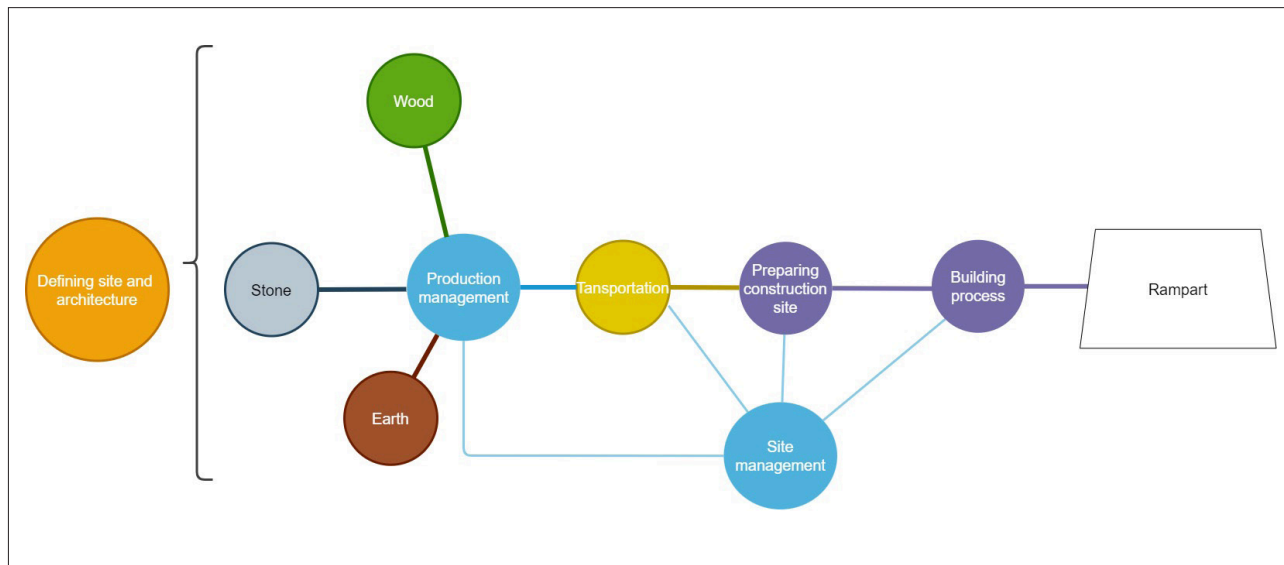 Wood
Defining site and
architecture
Stone
Production
management
Tansportation
Preparing
construction
site
Building
process
Rampart
Earth
Site
management